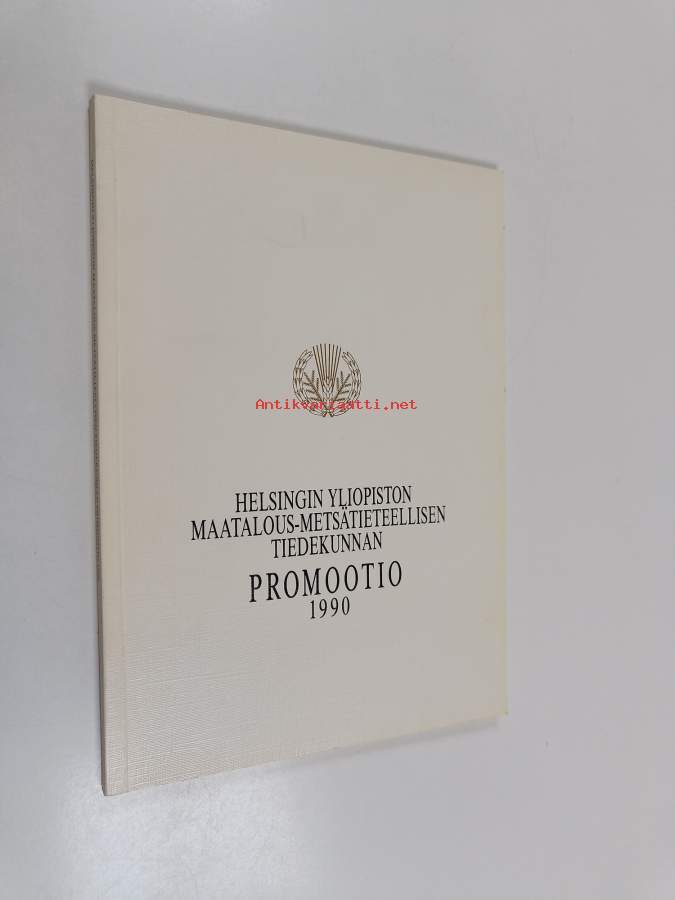 Antikvariaatti.net
HELSINGIN YLIOPISTON
MAATALOUS-METSÄTIETEELLISEN
TIEDEKUNNAN
PROMOOTIO
1990